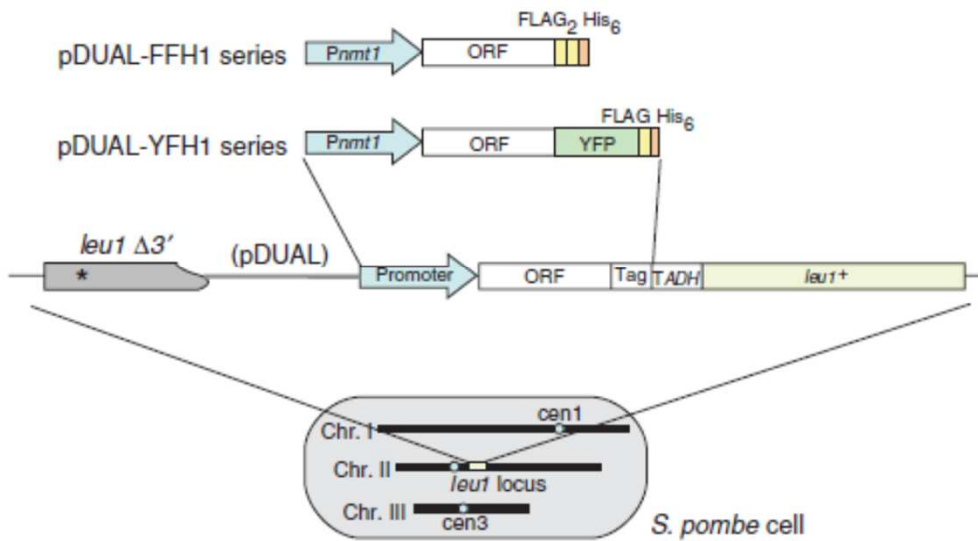 FLAG2 His6
pDUAL-FFH1 series Pnmt1 ORF
FLAG His6
pDUAL-YFH1 series Pnmt1 ORF YFP
leu1 Δ3' (pDUAL)
* Promoter ORF Tag TADH leu1+
cen1
Chr. I
Chr. II
leu1 locus
Chr. III
cen3
S. pombe cell